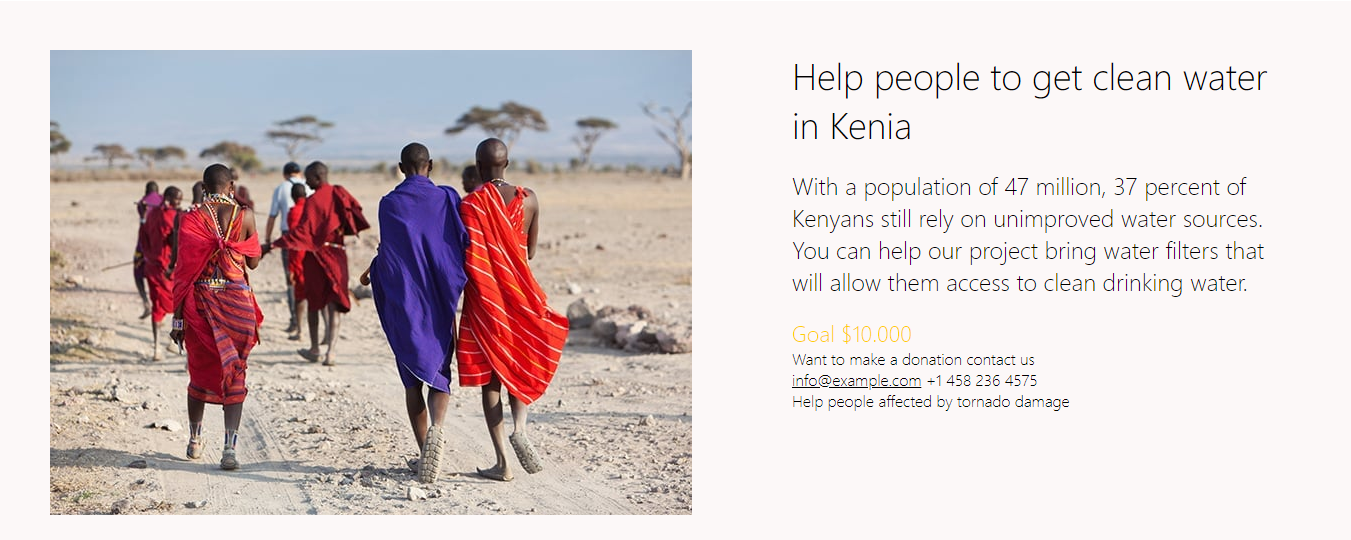 Help people to get clean water
in Kenia
With a population of 47 million, 37 percent of
Kenyans still rely on unimproved water sources.
You can help our project bring water filters that
will allow them access to clean drinking water.
Goal $10.000
Want to make a donation contact us
info@example.com +1 458 236 4575
Help people affected by tornado damage